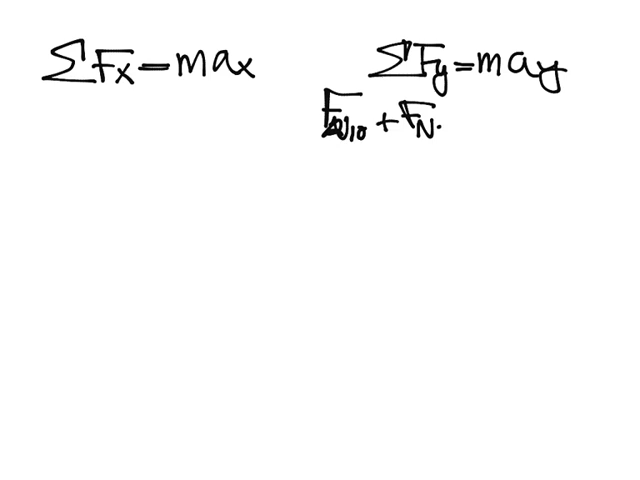 ΣFx = max ΣFy = may
+ FN.